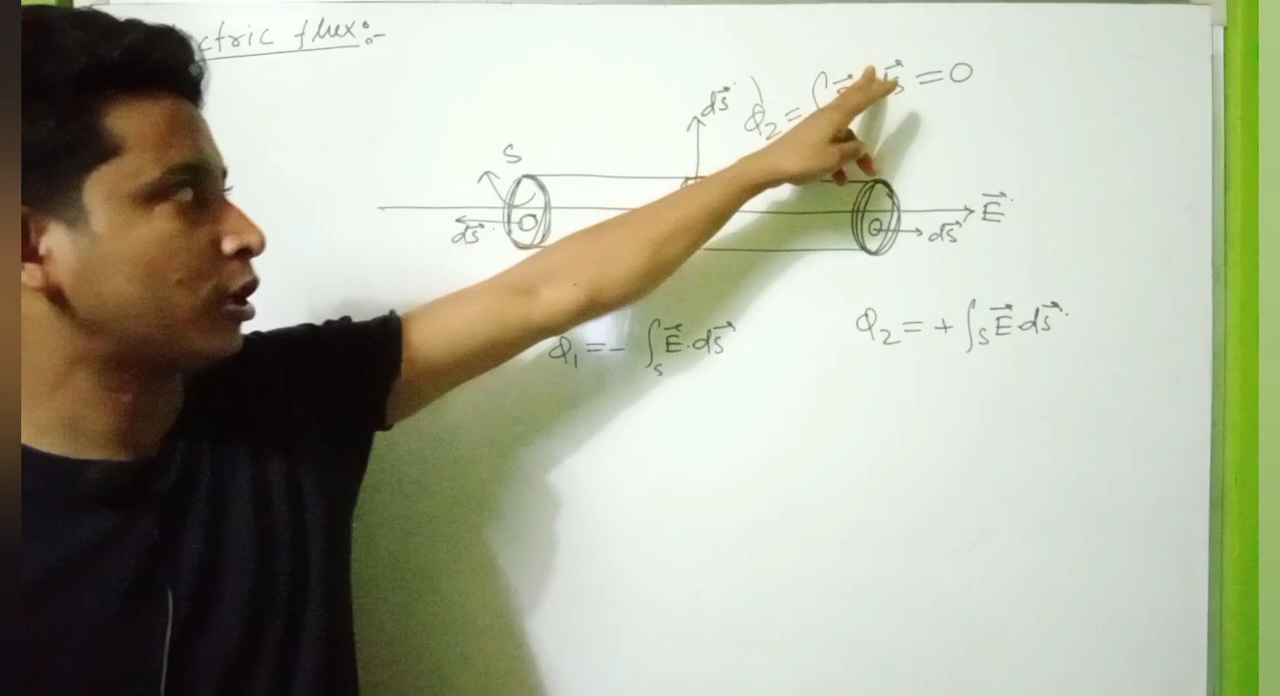 ctric flux:-
ds⃗
Φ₂ = ∫ = 0
S
E⃗
ds⃗
ds⃗
Φ₁ = - ∫ₛ E⃗.ds⃗
Φ₂ = + ∫ₛ E⃗.ds⃗